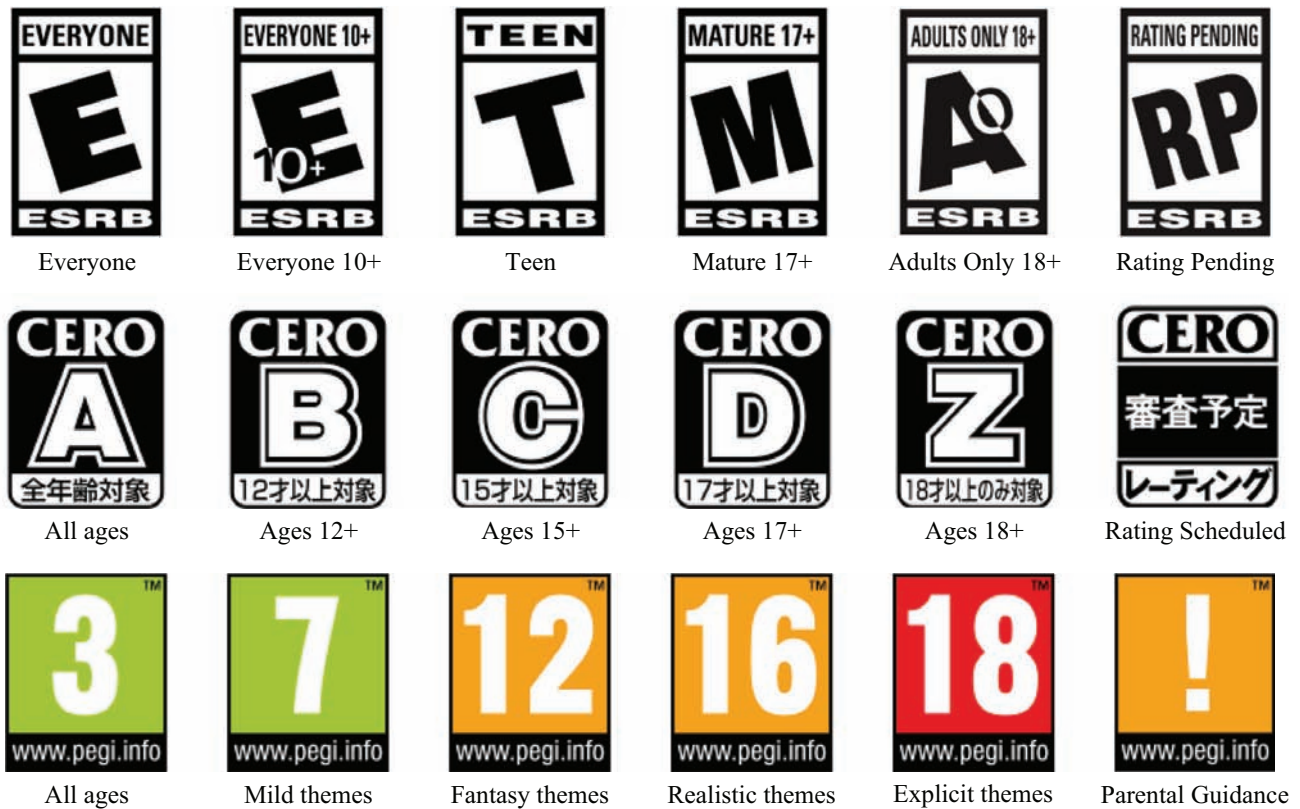 EVERYONE
E
ESRB
Everyone
EVERYONE 10+
E
10+
ESRB
Everyone 10+
TEEN
T
ESRB
Teen
MATURE 17+
M
ESRB
Mature 17+
ADULTS ONLY 18+
AO
ESRB
Adults Only 18+
RATING PENDING
RP
ESRB
Rating Pending
CERO
A
全年齢対象
All ages
CERO
B
12才以上対象
Ages 12+
CERO
C
15才以上対象
Ages 15+
CERO
D
17才以上対象
Ages 17+
CERO
Z
18才以上のみ対象
Ages 18+
CERO
審査予定
レーティング
Rating Scheduled
TM
3
www.pegi.info
All ages
TM
7
www.pegi.info
Mild themes
TM
12
www.pegi.info
Fantasy themes
TM
16
www.pegi.info
Realistic themes
TM
18
www.pegi.info
Explicit themes
TM
!
www.pegi.info
Parental Guidance